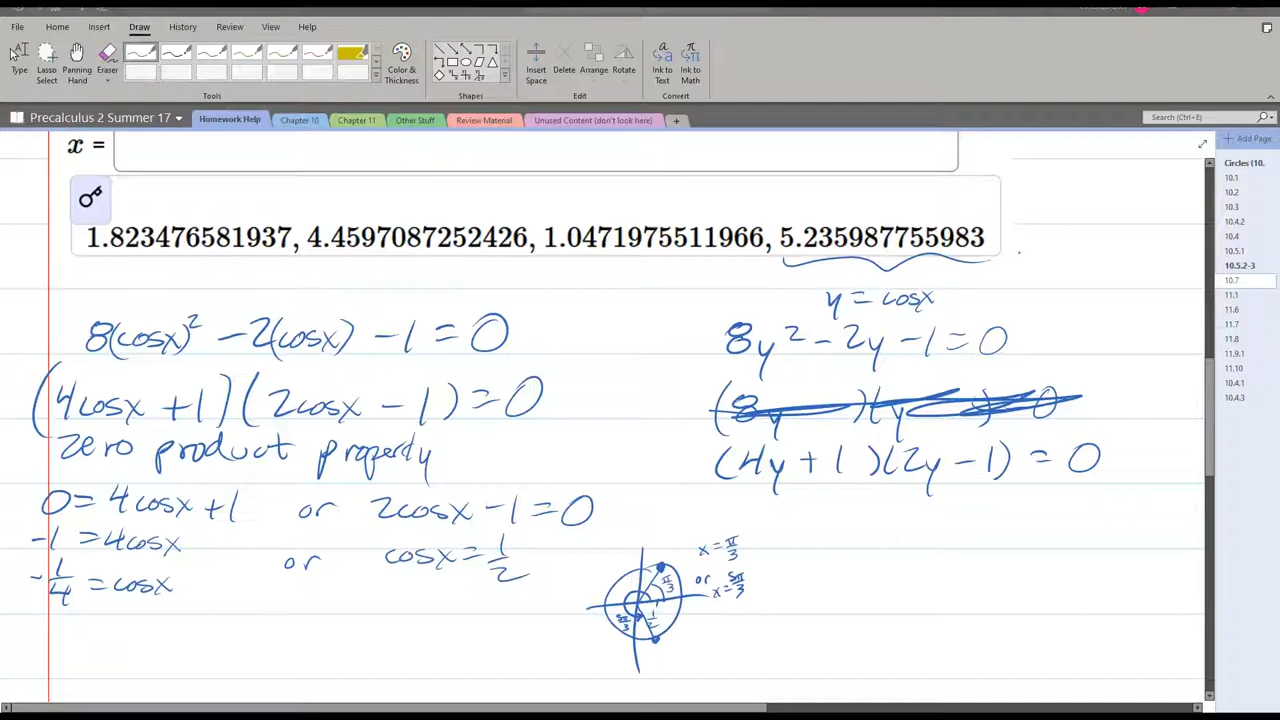 File Home Insert Draw History Review View Help
Type Lasso Select Panning Hand Eraser Color & Thickness Insert Space Delete Arrange Rotate Ink to Text Ink to Math
Tools Shapes Edit Convert
Precalculus 2 Summer 17 Homework Help Chapter 10 Chapter 11 Other Stuff Review Material Unused Content (don't look here) + Search (Ctrl+E)
Add Page
Circles (10.
10.1
10.2
10.3
10.4.2
10.4
10.5.1
10.5.2-3
10.7
11.1
11.6
11.7
11.8
11.9.1
11.10
10.4.1
10.4.3
x =
1.823476581937, 4.4597087252426, 1.0471975511966, 5.235987755983
8(cosx)² - 2(cosx) - 1 = 0
(4cosx + 1)(2cosx - 1) = 0
zero product property
0 = 4cosx + 1 or 2cosx - 1 = 0
-1 = 4cosx or cosx = 1/2
-1/4 = cosx
y = cosx
8y² - 2y - 1 = 0
(4y + 1)(2y - 1) = 0
π/3
5π/3
1/2
x = π/3
or
x = 5π/3